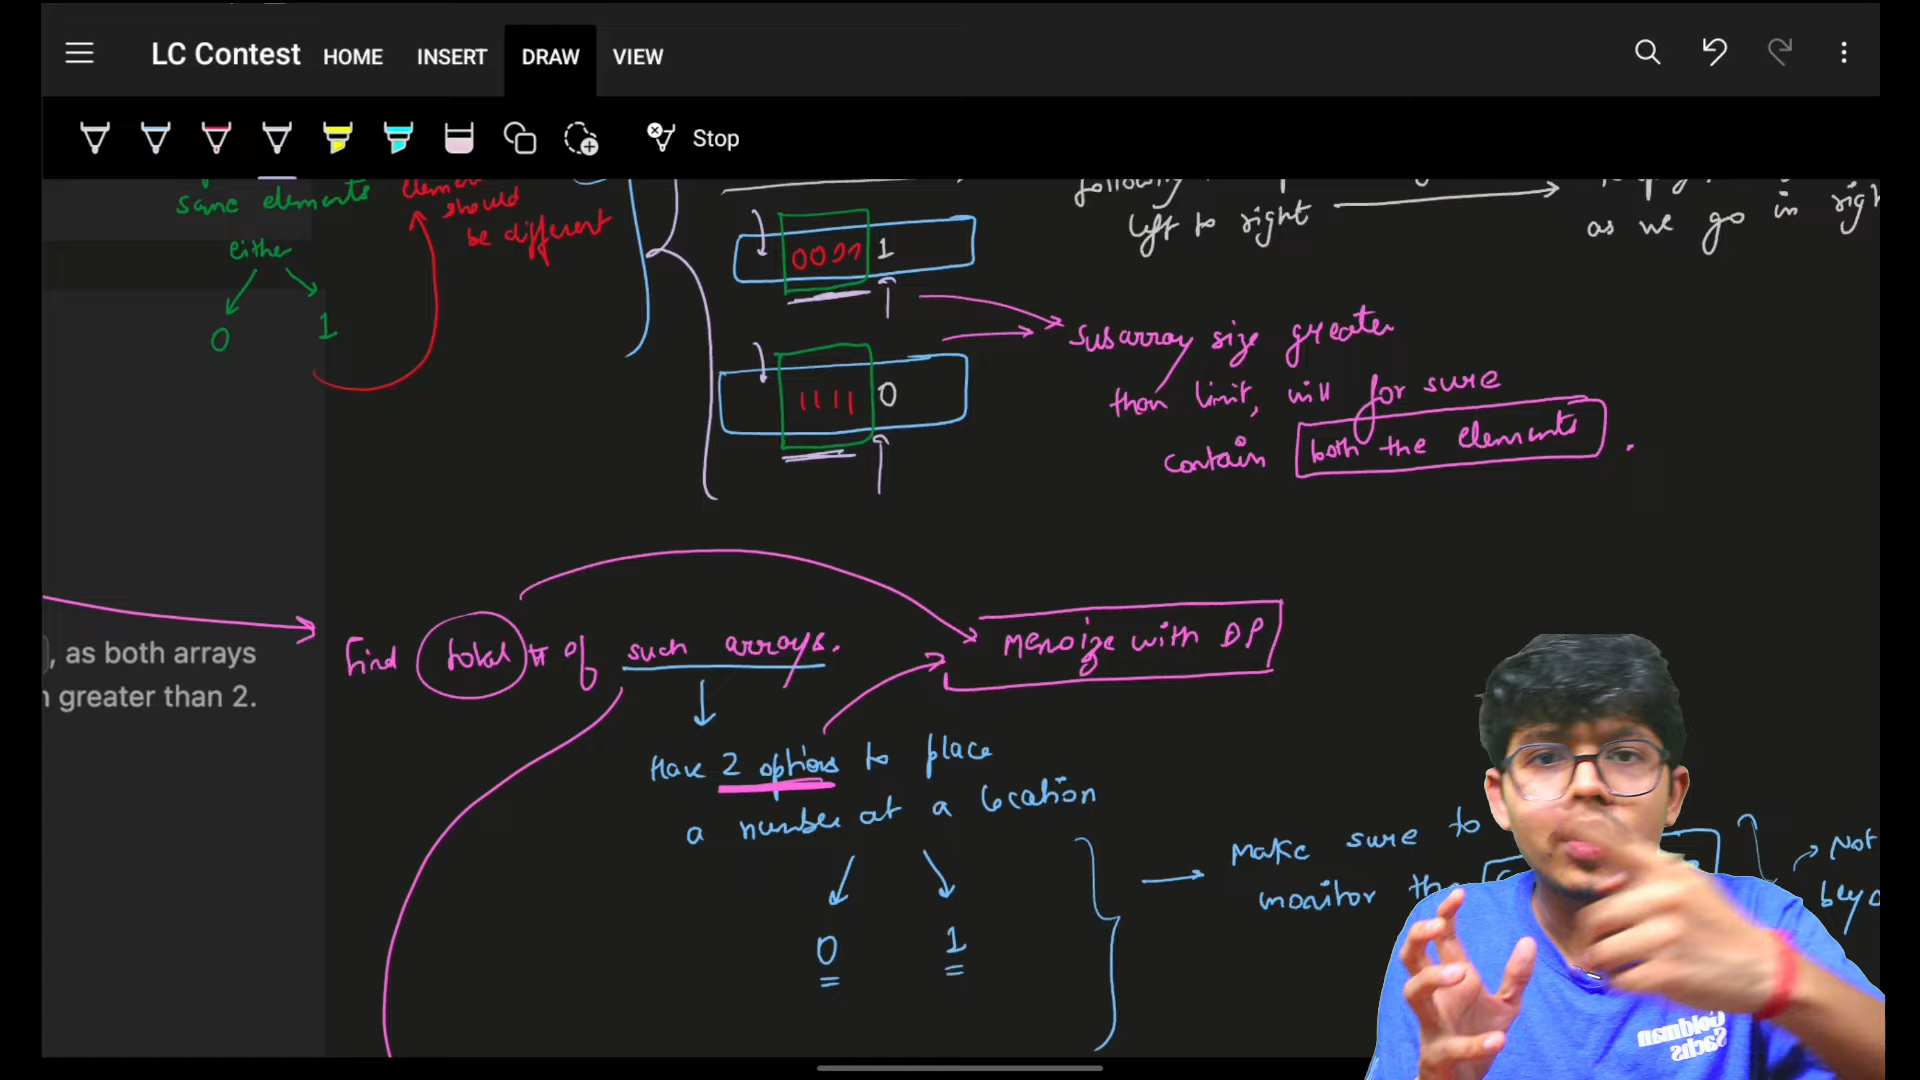 LC Contest HOME INSERT DRAW VIEW
Stop
same elements
should
be different
either
0 1
1
1111 0
left to right
as we go in
subarray size greater
than limit, will for sure
contain both the elements.
, as both arrays
greater than 2.
Find total # of such arrays.
Memoize with DP
Have 2 options to place
a number at a location
0 1
Make sure to
monitor the
Not
Goldman
Sachs